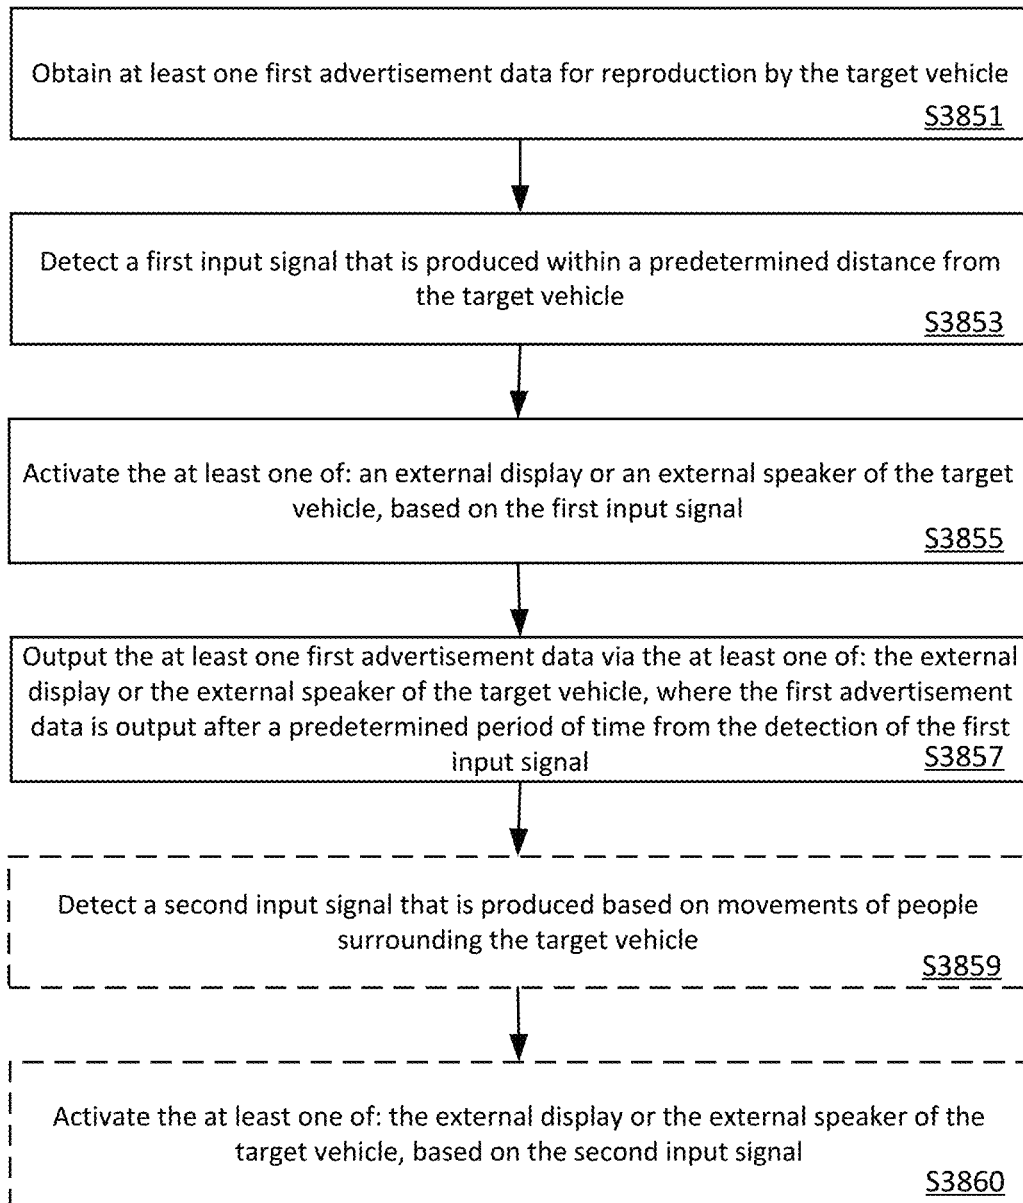 Obtain at least one first advertisement data for reproduction by the target vehicle
S3851
Detect a first input signal that is produced within a predetermined distance from
the target vehicle
S3853
Activate the at least one of: an external display or an external speaker of the target
vehicle, based on the first input signal
S3855
Output the at least one first advertisement data via the at least one of: the external
display or the external speaker of the target vehicle, where the first advertisement
data is output after a predetermined period of time from the detection of the first
input signal
S3857
Detect a second input signal that is produced based on movements of people
surrounding the target vehicle
S3859
Activate the at least one of: the external display or the external speaker of the
target vehicle, based on the second input signal
S3860